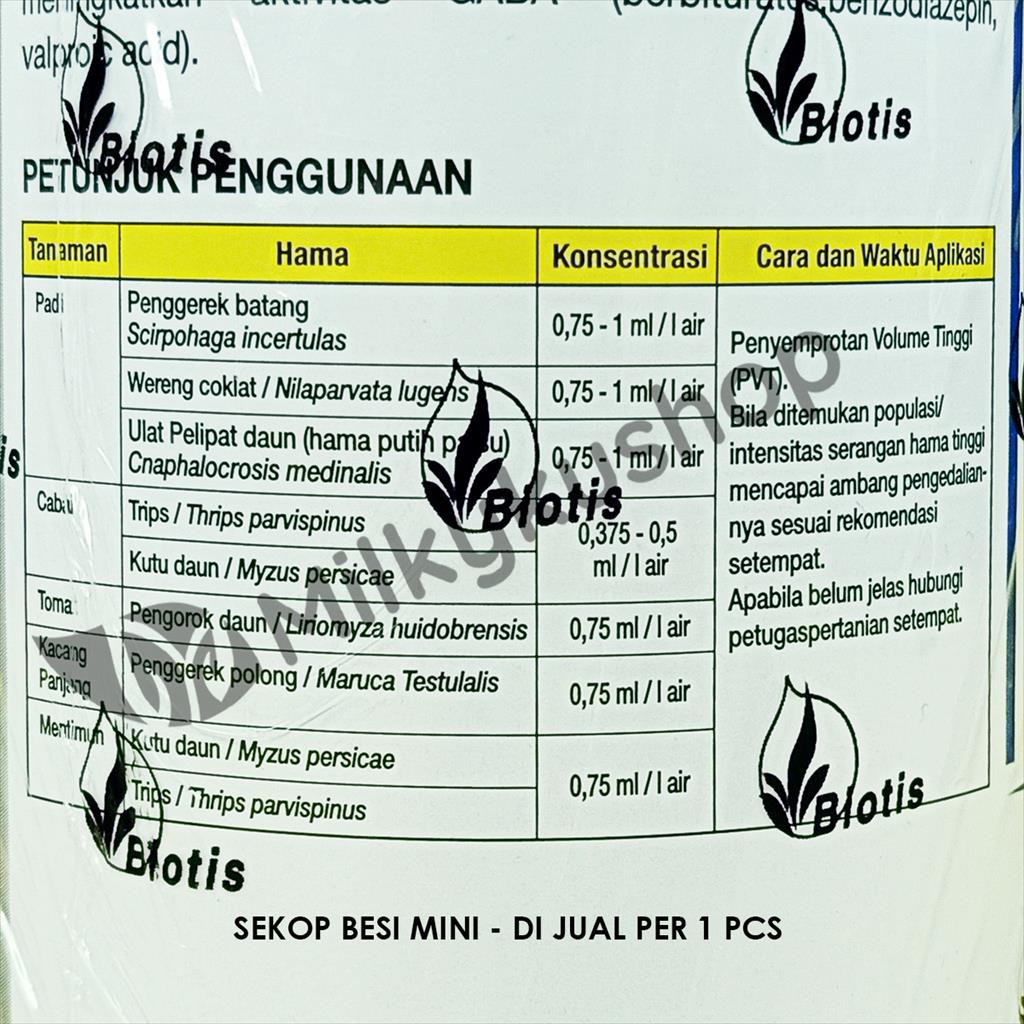 meningkatkan aktivitas GABA (berbiturates,benzodiazepin,
valproic acid).
Biotis
Biotis
PETUNJUK PENGGUNAAN
Tanaman Hama Konsentrasi Cara dan Waktu Aplikasi
Padi
Penggerek batang
Scirpohaga incertulas
0,75 - 1 ml / l air
Wereng coklat / Nilaparvata lugens
0,75 - 1 ml / l air
Ulat Pelipat daun (hama putih palsu)
Cnaphalocrosis medinalis
0,75 - 1 ml / l air
Cabai
Trips / Thrips parvispinus
Kutu daun / Myzus persicae
0,375 - 0,5
ml / l air
Tomat
Pengorok daun / Liriomyza huidobrensis
0,75 ml / l air
Kacang
Panjang
Penggerek polong / Maruca Testulalis
0,75 ml / l air
Mentimun
Kutu daun / Myzus persicae
Trips / Thrips parvispinus
0,75 ml / l air
Penyemprotan Volume Tinggi
(PVT).
Bila ditemukan populasi/
intensitas serangan hama tinggi
mencapai ambang pengedalian-
nya sesuai rekomendasi
setempat.
Apabila belum jelas hubungi
petugaspertanian setempat.
is
Biotis
Milkykushop
Biotis
Biotis
SEKOP BESI MINI - DI JUAL PER 1 PCS